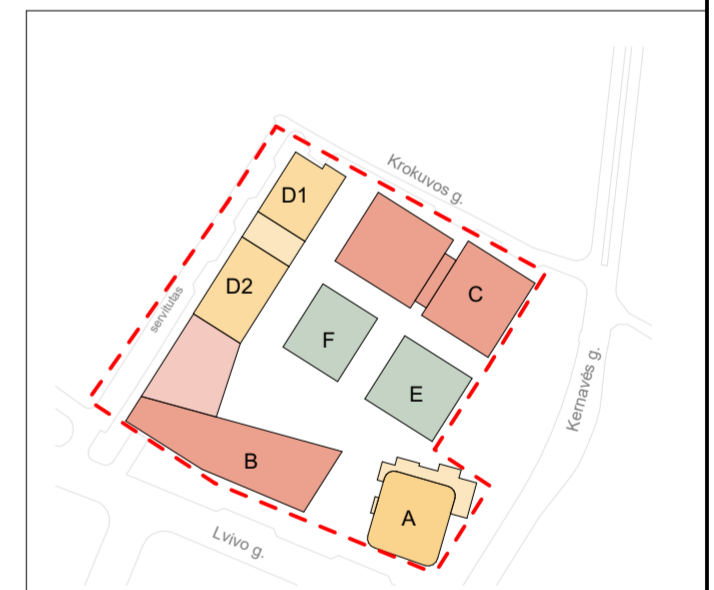 Krokuvos g.
D1
D2
C
servitutas
F
Kernavės g.
E
B
A
Lvivo g.